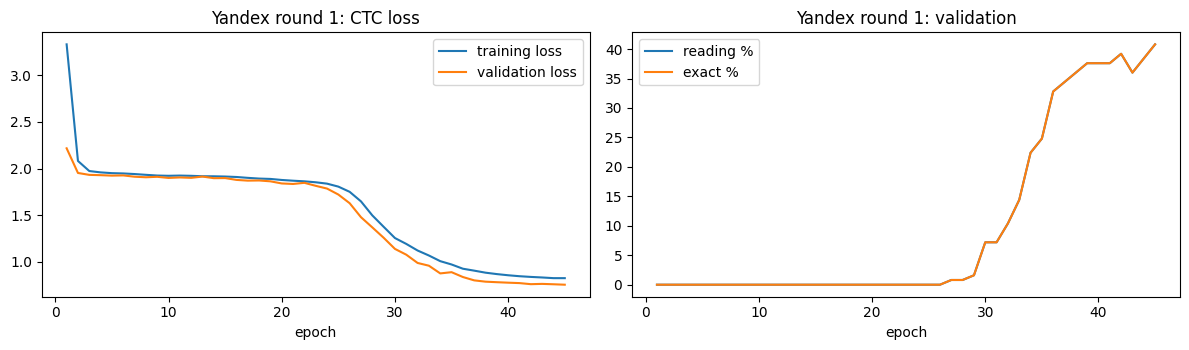 Yandex round 1: CTC loss
training loss
validation loss
3.0
2.5
2.0
1.5
1.0
0 10 20 30 40
epoch
Yandex round 1: validation
reading %
exact %
40
35
30
25
20
15
10
5
0
0 10 20 30 40
epoch